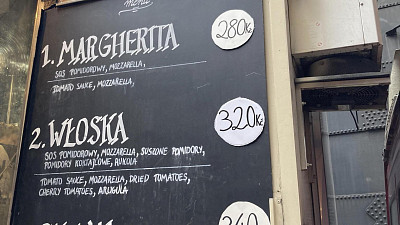 menu
1. MARGHERITA
280Kč
SOS POMIDOROWY, MOZZARELLA,
TOMATO SAUCE, MOZZARELLA,
2. WŁOSKA
320Kč
SOS POMIDOROWY, MOZZARELLA, SUSZONE POMIDORY,
POMIDORY KOKTAJLOWE, RUKOLA
TOMATO SAUCE, MOZZARELLA, DRIED TOMATOES,
CHERRY TOMATOES, ARUGULA
340